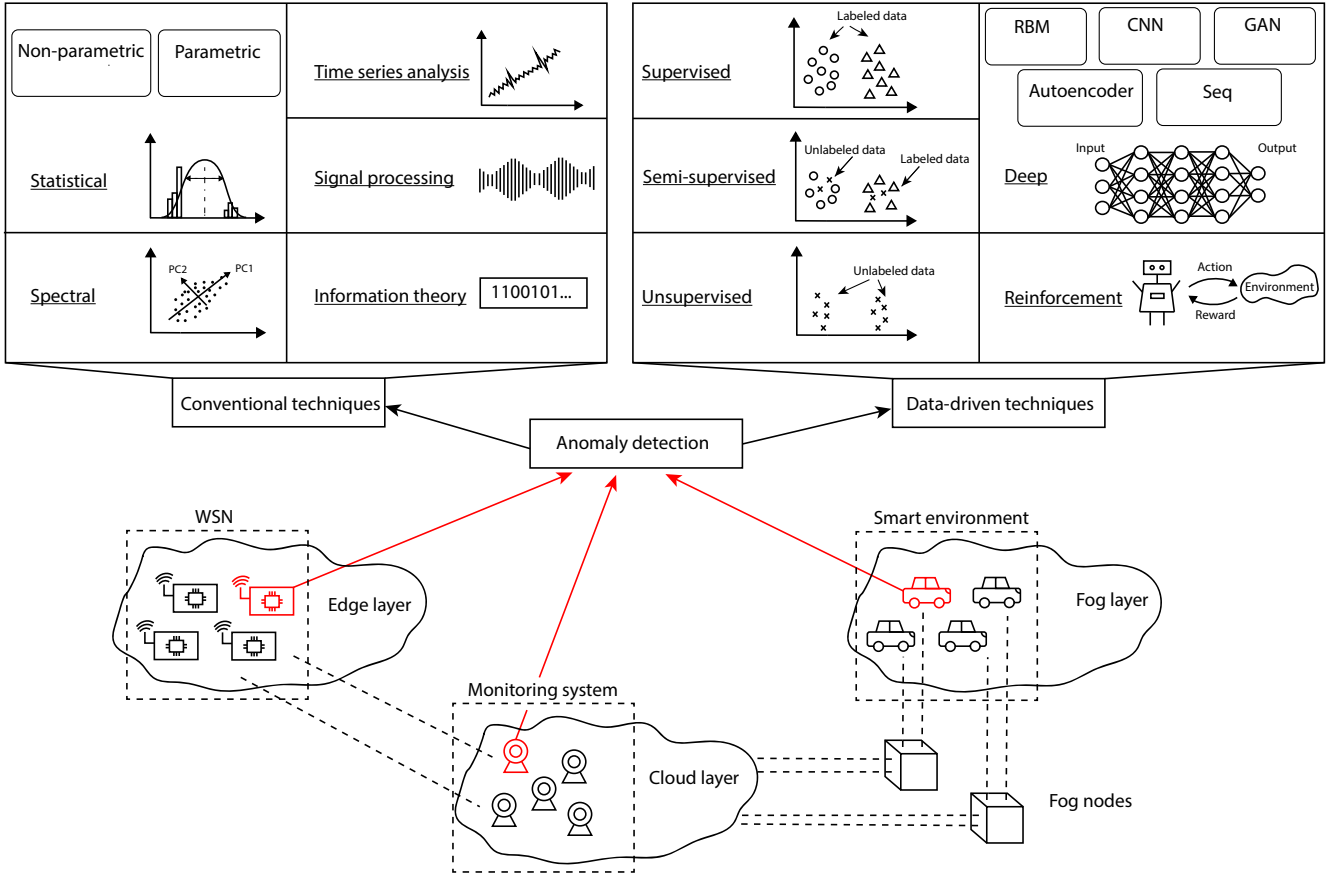 Non-parametric
Parametric
Statistical
Spectral
PC2
PC1
Time series analysis
Signal processing
Information theory
1100101...
Supervised
Labeled data
Semi-supervised
Unlabeled data
Labeled data
Unsupervised
Unlabeled data
RBM
CNN
GAN
Autoencoder
Seq
Input
Output
Deep
Reinforcement
Action
Reward
Environment
Conventional techniques
Data-driven techniques
Anomaly detection
WSN
Edge layer
Smart environment
Fog layer
Monitoring system
Cloud layer
Fog nodes